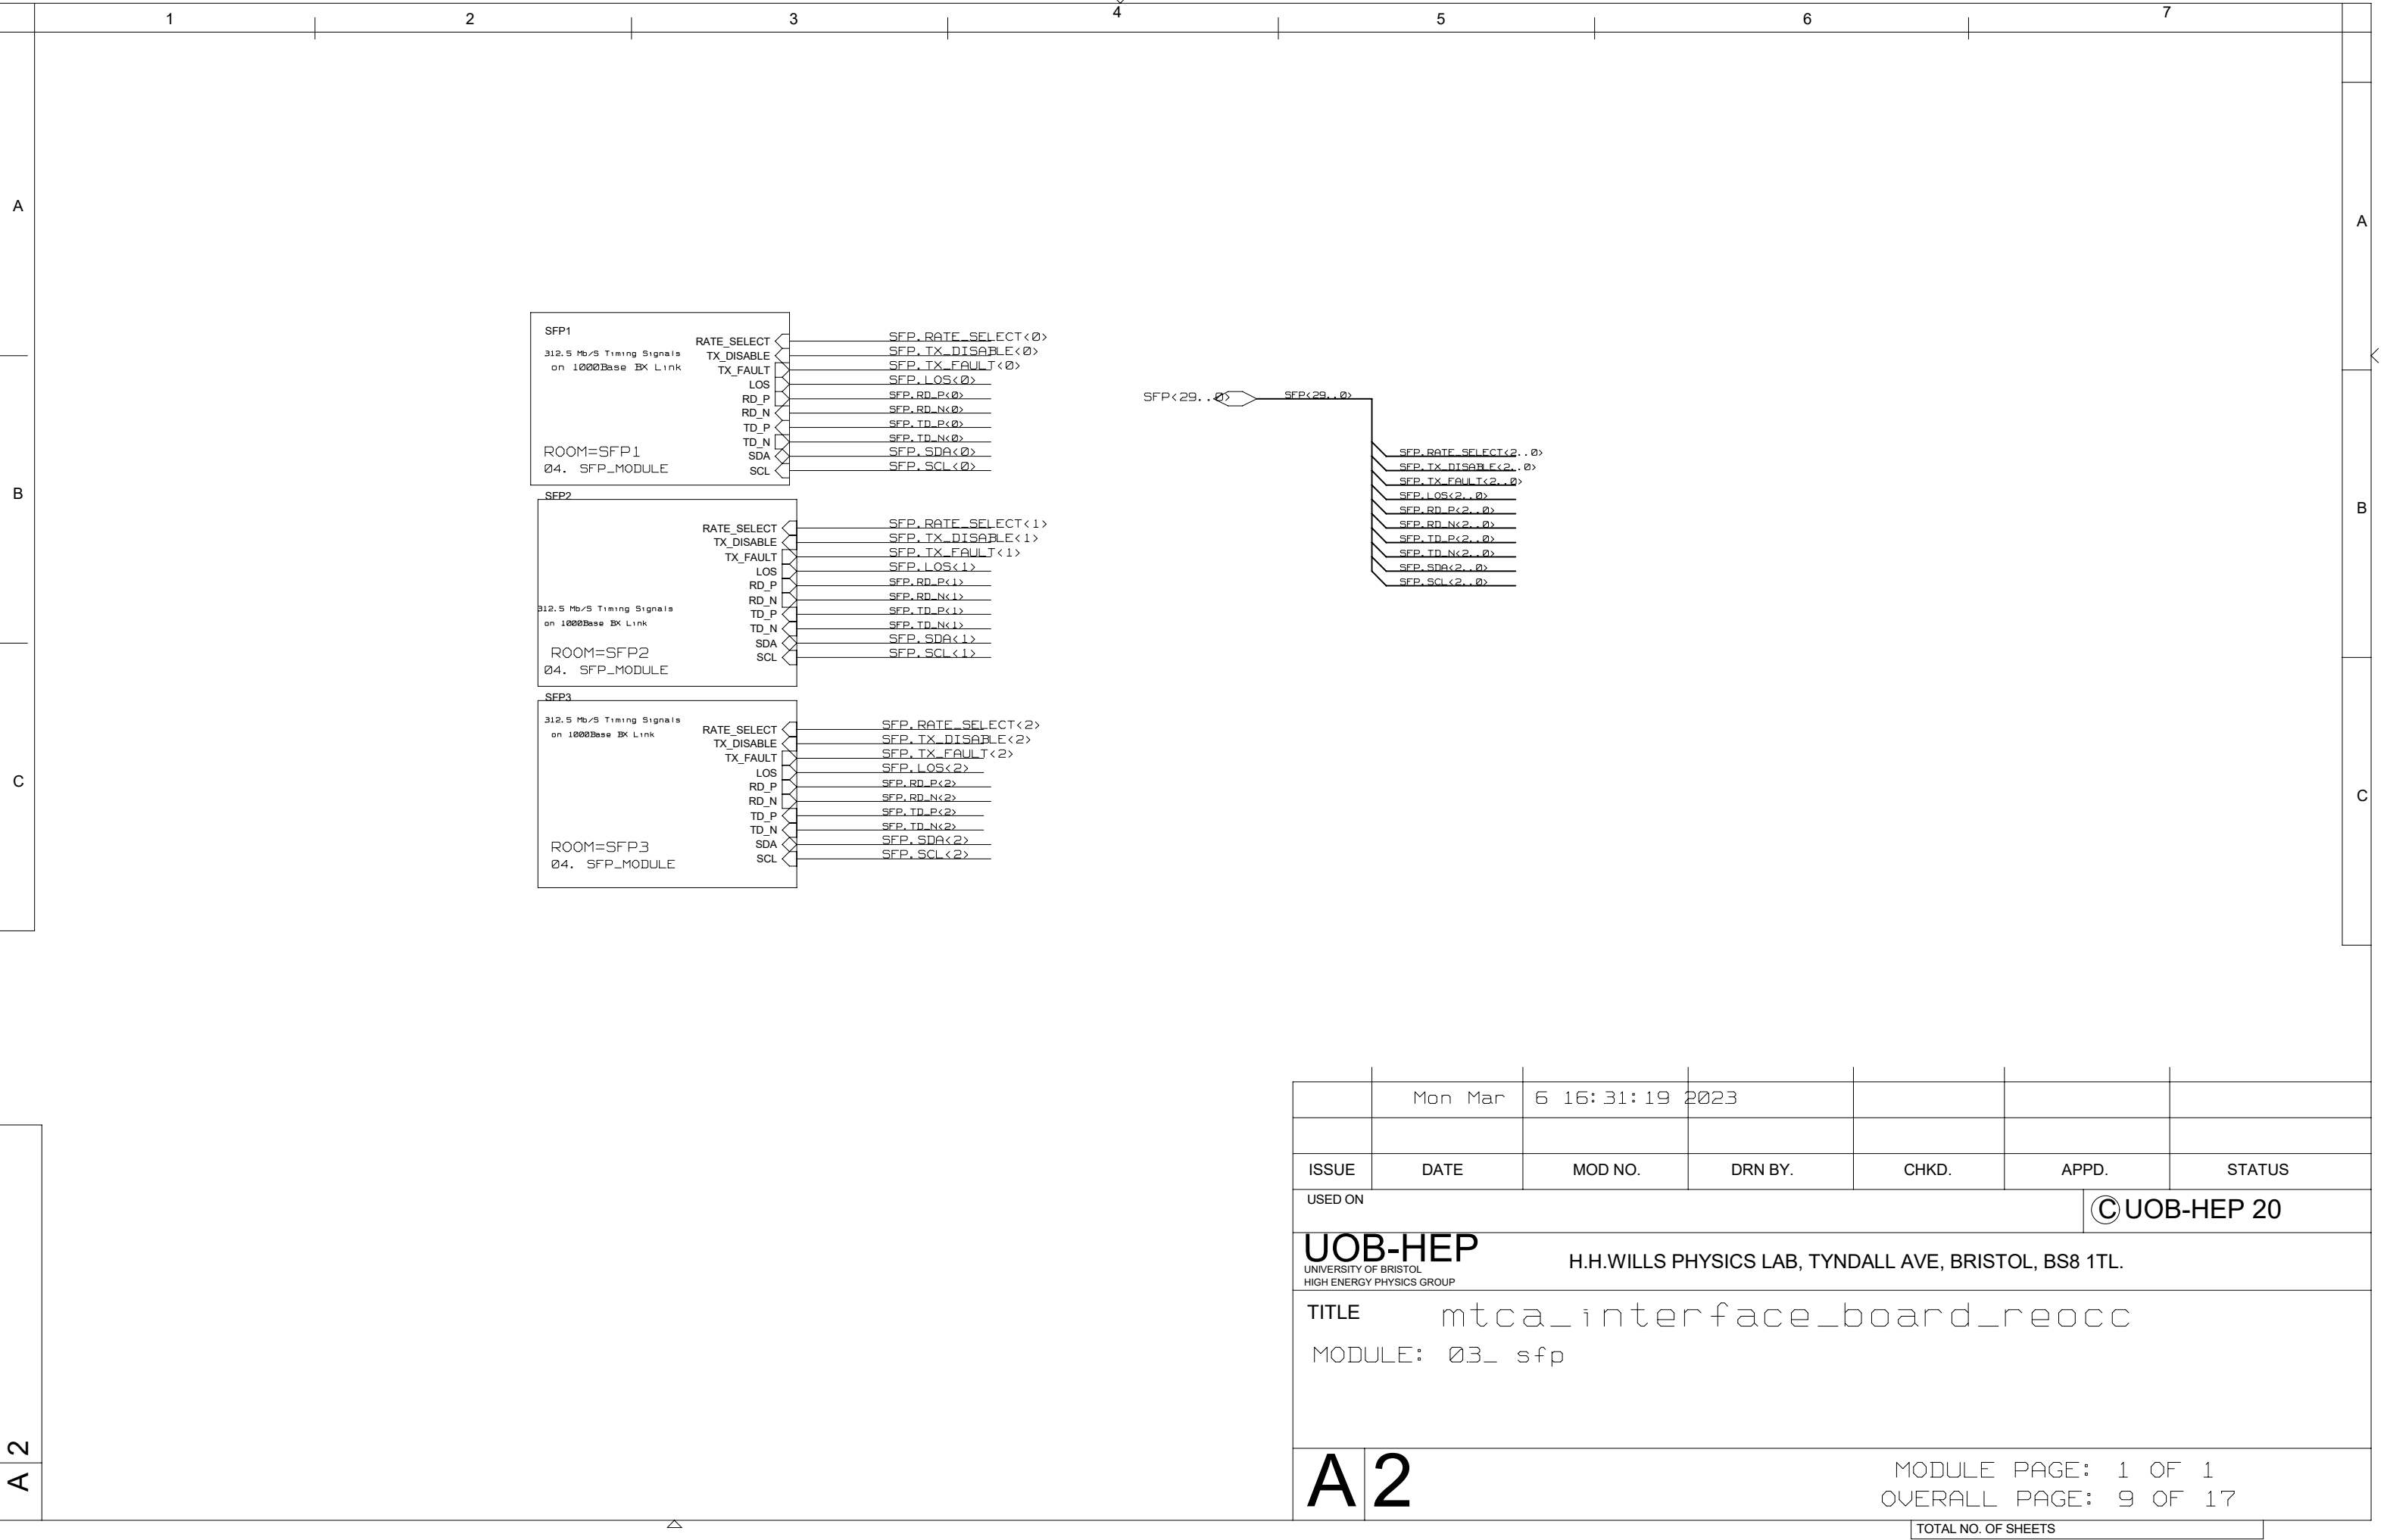 1 2 3 4 5 6 7
A
B
C
A
B
C
SFP1
312.5 Mb/S Timing Signals
on 1000Base BX Link
ROOM=SFP1
04. SFP_MODULE
RATE_SELECT SFP.RATE_SELECT<0>
TX_DISABLE SFP.TX_DISABLE<0>
TX_FAULT SFP.TX_FAULT<0>
LOS SFP.LOS<0>
RD_P SFP.RD_P<0>
RD_N SFP.RD_N<0>
TD_P SFP.TD_P<0>
TD_N SFP.TD_N<0>
SDA SFP.SDA<0>
SCL SFP.SCL<0>
SFP2
312.5 Mb/S Timing Signals
on 1000Base BX Link
ROOM=SFP2
04. SFP_MODULE
RATE_SELECT SFP.RATE_SELECT<1>
TX_DISABLE SFP.TX_DISABLE<1>
TX_FAULT SFP.TX_FAULT<1>
LOS SFP.LOS<1>
RD_P SFP.RD_P<1>
RD_N SFP.RD_N<1>
TD_P SFP.TD_P<1>
TD_N SFP.TD_N<1>
SDA SFP.SDA<1>
SCL SFP.SCL<1>
SFP3
312.5 Mb/S Timing Signals
on 1000Base BX Link
ROOM=SFP3
04. SFP_MODULE
RATE_SELECT SFP.RATE_SELECT<2>
TX_DISABLE SFP.TX_DISABLE<2>
TX_FAULT SFP.TX_FAULT<2>
LOS SFP.LOS<2>
RD_P SFP.RD_P<2>
RD_N SFP.RD_N<2>
TD_P SFP.TD_P<2>
TD_N SFP.TD_N<2>
SDA SFP.SDA<2>
SCL SFP.SCL<2>
SFP<29..0> SFP<29..0>
SFP.RATE_SELECT<2..0>
SFP.TX_DISABLE<2..0>
SFP.TX_FAULT<2..0>
SFP.LOS<2..0>
SFP.RD_P<2..0>
SFP.RD_N<2..0>
SFP.TD_P<2..0>
SFP.TD_N<2..0>
SFP.SDA<2..0>
SFP.SCL<2..0>
Mon Mar 6 16:31:19 2023
ISSUE DATE MOD NO. DRN BY. CHKD. APPD. STATUS
USED ON
© UOB-HEP 20
UOB-HEP
UNIVERSITY OF BRISTOL
HIGH ENERGY PHYSICS GROUP
H.H.WILLS PHYSICS LAB, TYNDALL AVE, BRISTOL, BS8 1TL.
TITLE mtca_interface_board_reocc
MODULE: 03_ sfp
A 2
MODULE PAGE: 1 OF 1
OVERALL PAGE: 9 OF 17
TOTAL NO. OF SHEETS
A 2